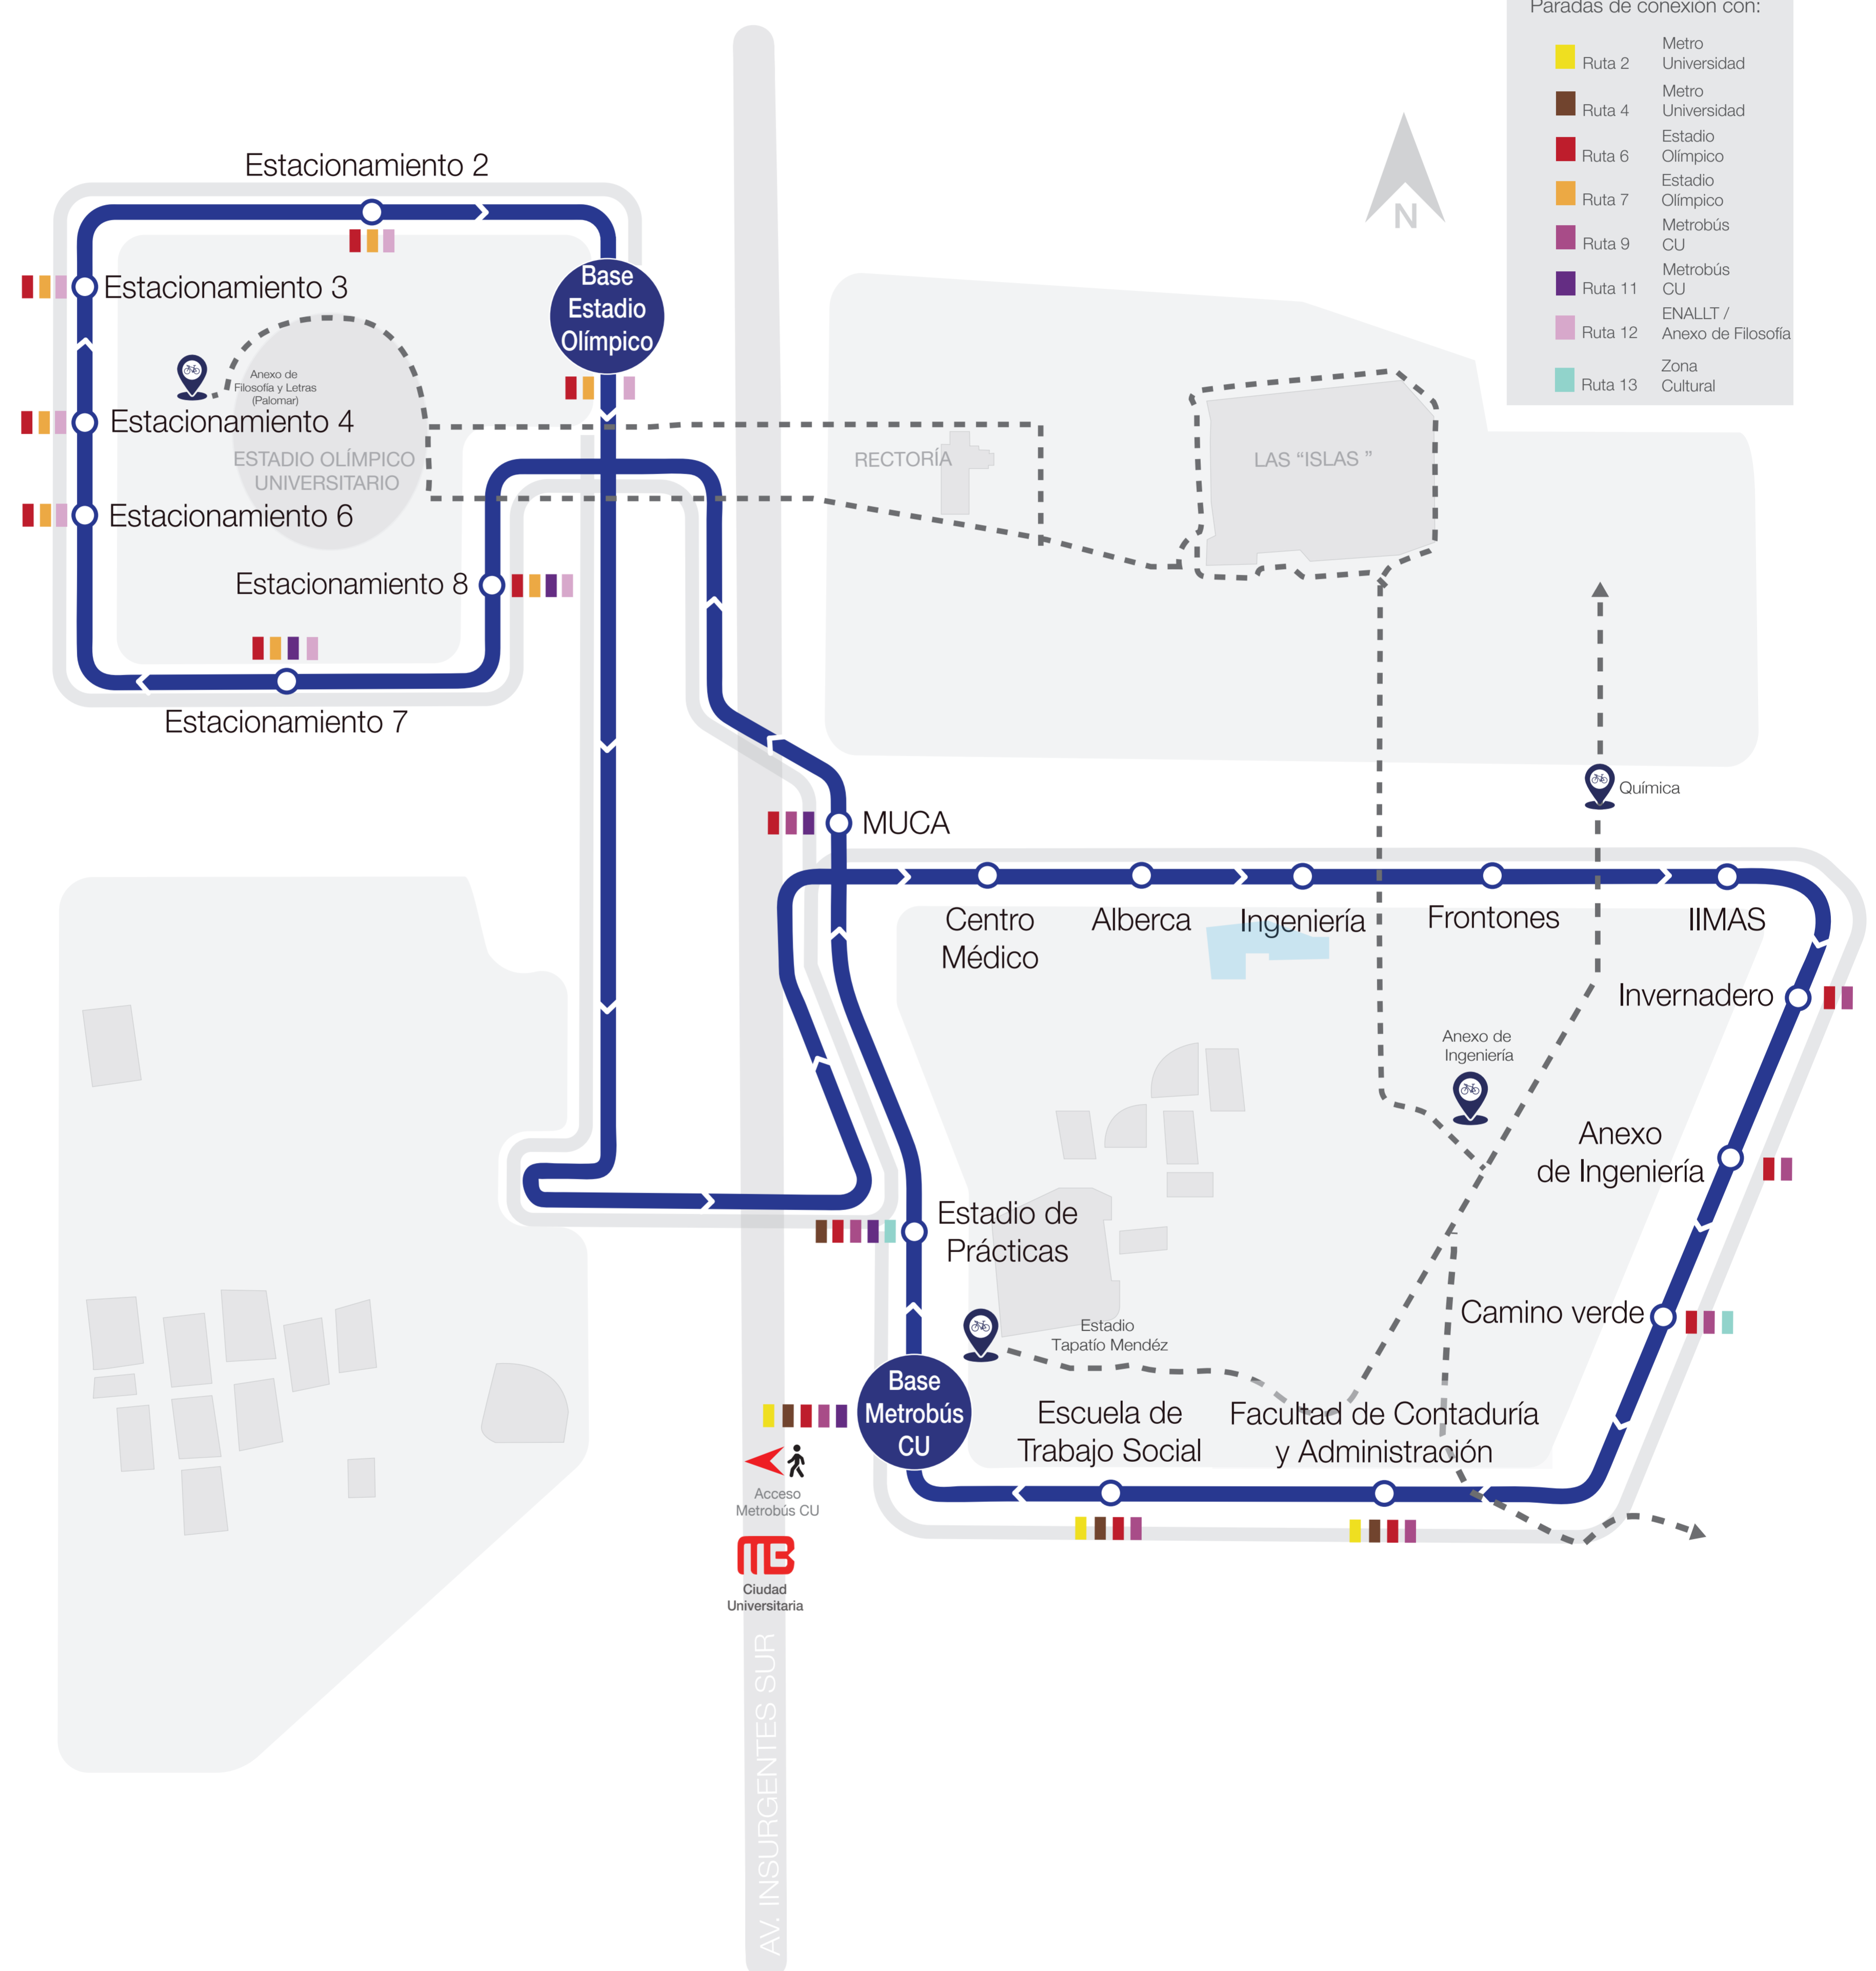 Paradas de conexión con:
Ruta 2 Metro
Universidad
Ruta 4 Metro
Universidad
Ruta 6 Estadio
Olímpico
Ruta 7 Estadio
Olímpico
Ruta 9 Metrobús
CU
Ruta 11 Metrobús
CU
Ruta 12 ENALLT /
Anexo de Filosofía
Ruta 13 Zona
Cultural
N
Estacionamiento 2
Base
Estadio
Olímpico
Estacionamiento 3
Anexo de
Filosofía y Letras
(Palomar)
Estacionamiento 4
ESTADIO OLÍMPICO
UNIVERSITARIO
Estacionamiento 6
Estacionamiento 8
Estacionamiento 7
RECTORÍA
LAS "ISLAS "
Química
MUCA
Centro
Médico
Alberca
Ingeniería
Frontones
IIMAS
Invernadero
Anexo de
Ingeniería
Anexo
de Ingeniería
Estadio de
Prácticas
Camino verde
Estadio
Tapatío Mendéz
Base
Metrobús
CU
Escuela de
Trabajo Social
Facultad de Contaduría
y Administración
Acceso
Metrobús CU
MB
Ciudad
Universitaria
AV. INSURGENTES SUR